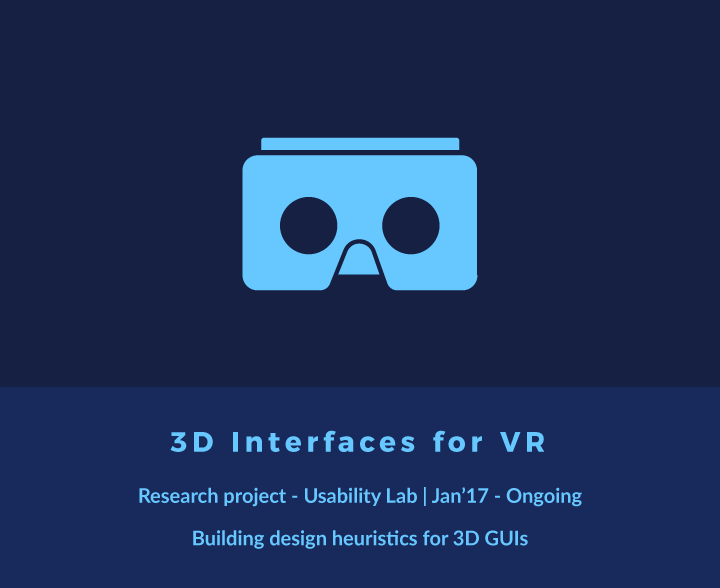 3D Interfaces for VR
Research project - Usability Lab | Jan’17 - Ongoing
Building design heuristics for 3D GUIs